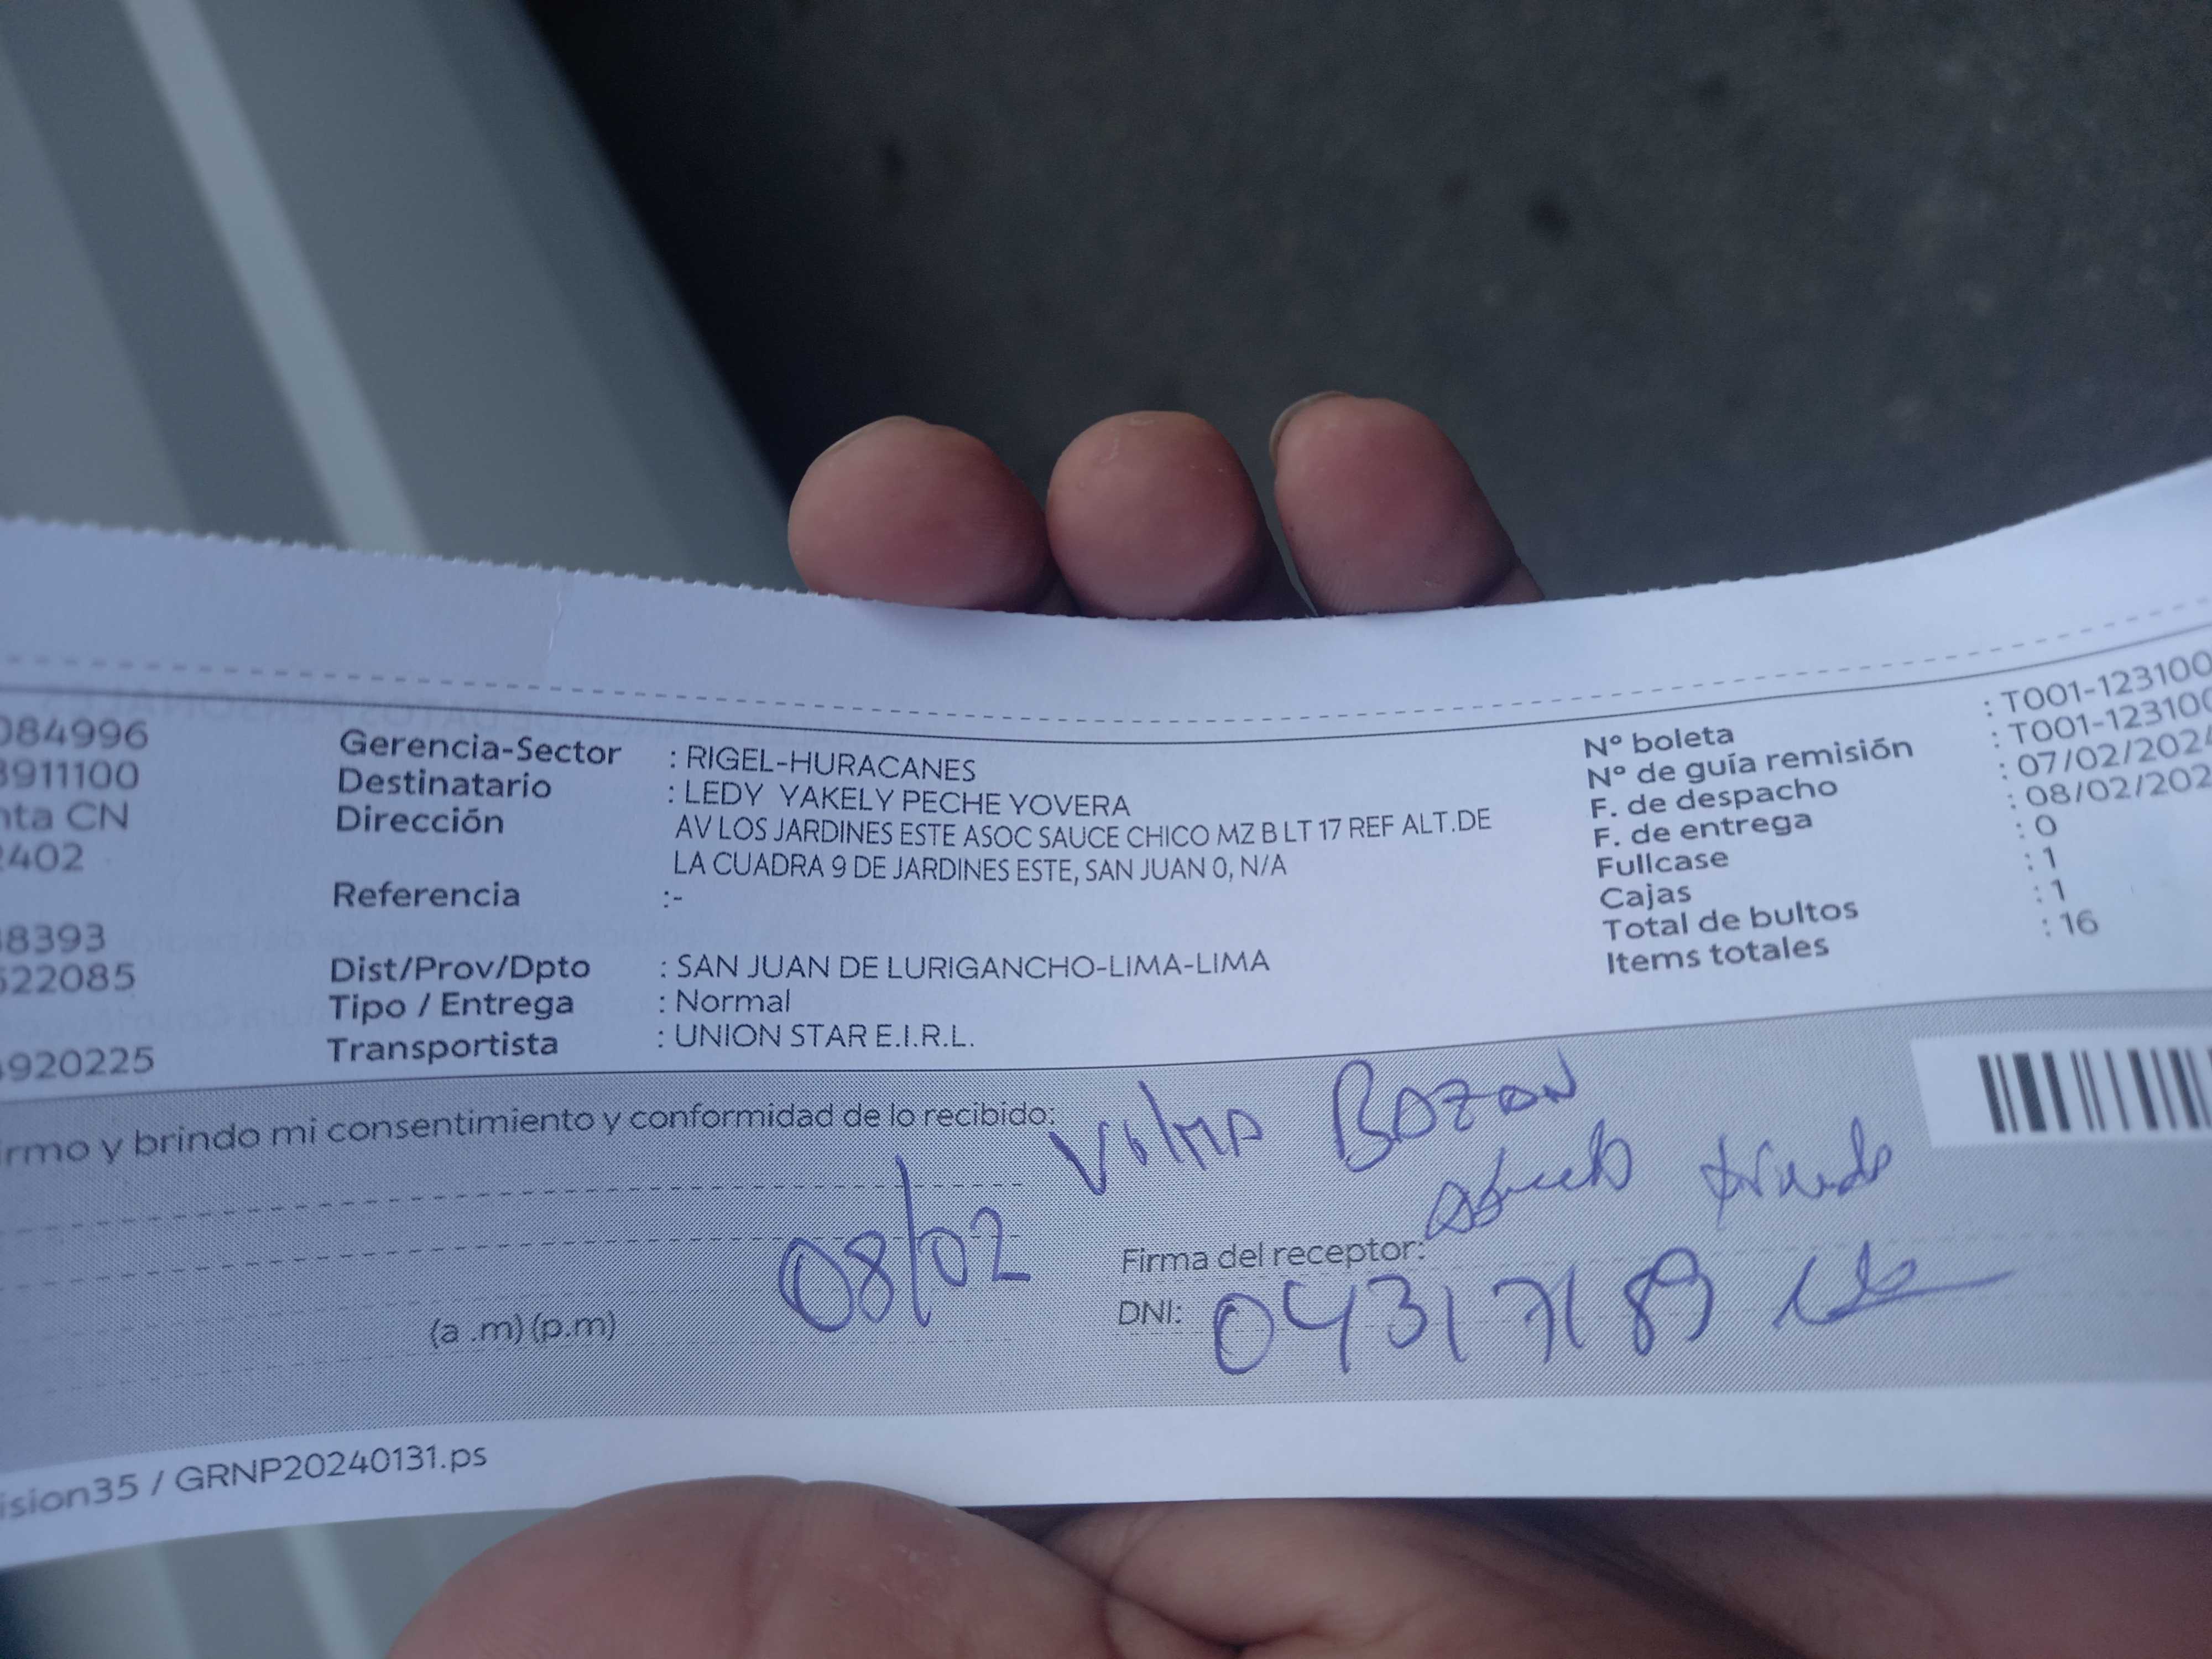 084996
3911100
nta CN
2402
8393
522085
920225
Gerencia-Sector : RIGEL-HURACANES
Destinatario : LEDY YAKELY PECHE YOVERA
Dirección AV LOS JARDINES ESTE ASOC SAUCE CHICO MZ B LT 17 REF ALT.DE
LA CUADRA 9 DE JARDINES ESTE, SAN JUAN 0, N/A
Referencia :-
Dist/Prov/Dpto : SAN JUAN DE LURIGANCHO-LIMA-LIMA
Tipo / Entrega : Normal
Transportista : UNION STAR E.I.R.L.
Nº boleta : T001-123100
Nº de guía remisión : T001-123100
F. de despacho : 07/02/2024
F. de entrega : 08/02/202
Fullcase : 0
Cajas : 1
Total de bultos : 1
Items totales : 16
irmo y brindo mi consentimiento y conformidad de lo recibido:
Vilma Bazan
08/02
Firma del receptor:
(a .m) (p.m)
DNI: 04317189
ision35 / GRNP20240131.ps